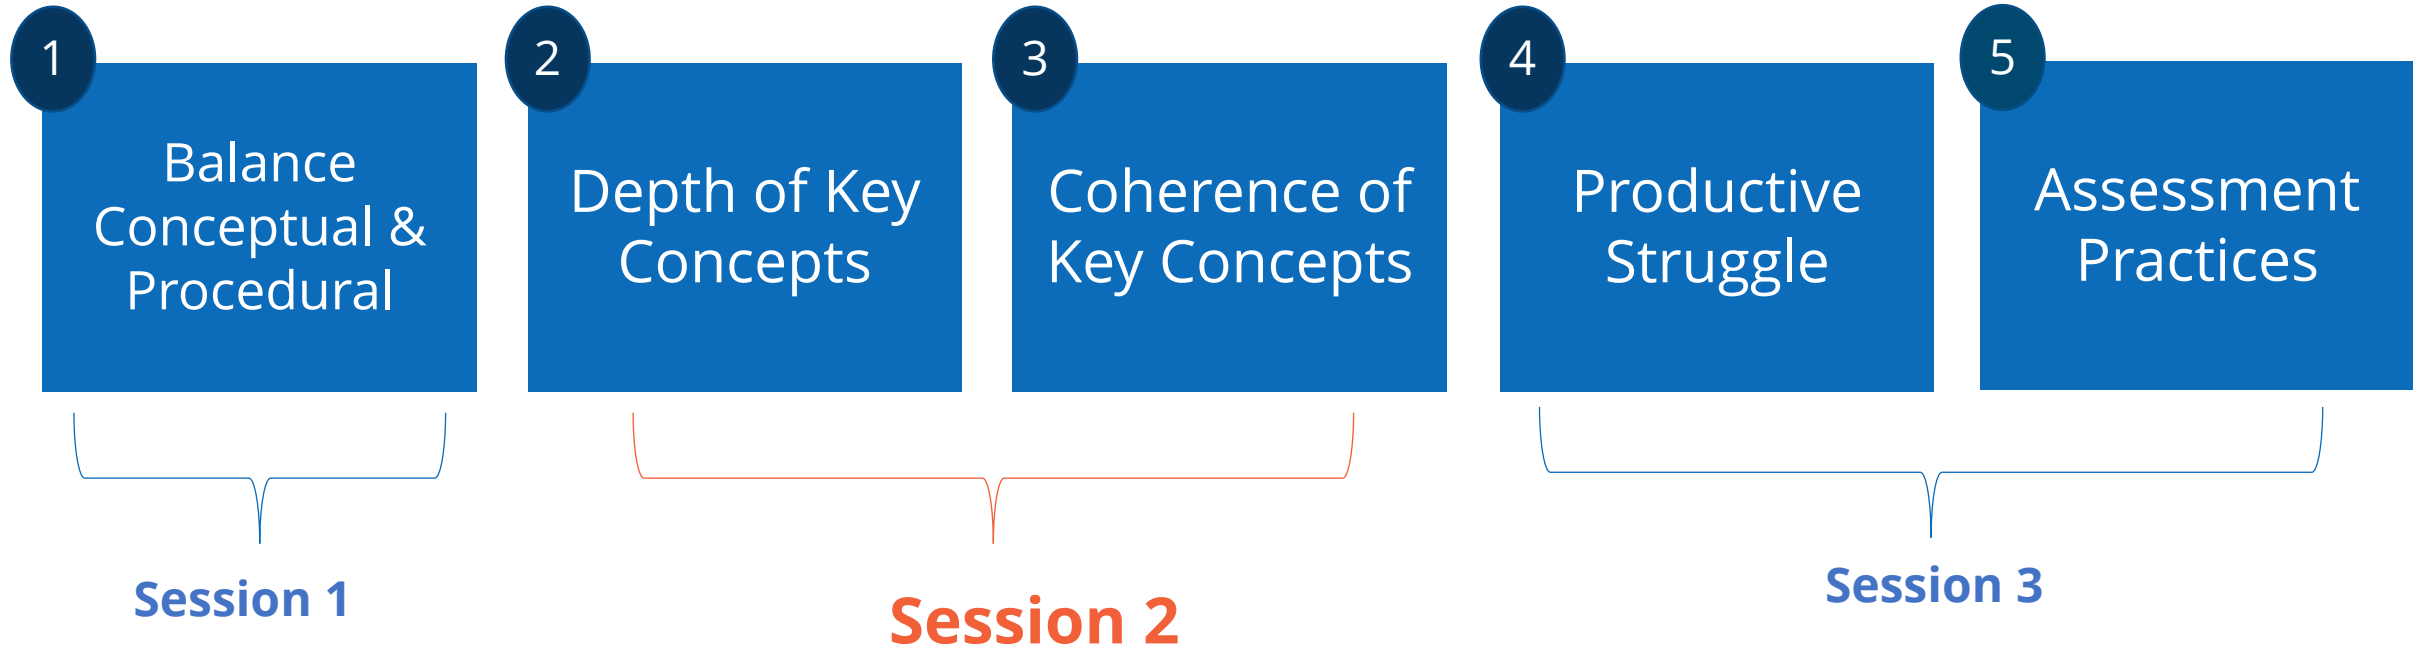 1
Balance
Conceptual &
Procedural
2
Depth of Key
Concepts
3
Coherence of
Key Concepts
4
Productive
Struggle
5
Assessment
Practices
Session 1
Session 2
Session 3